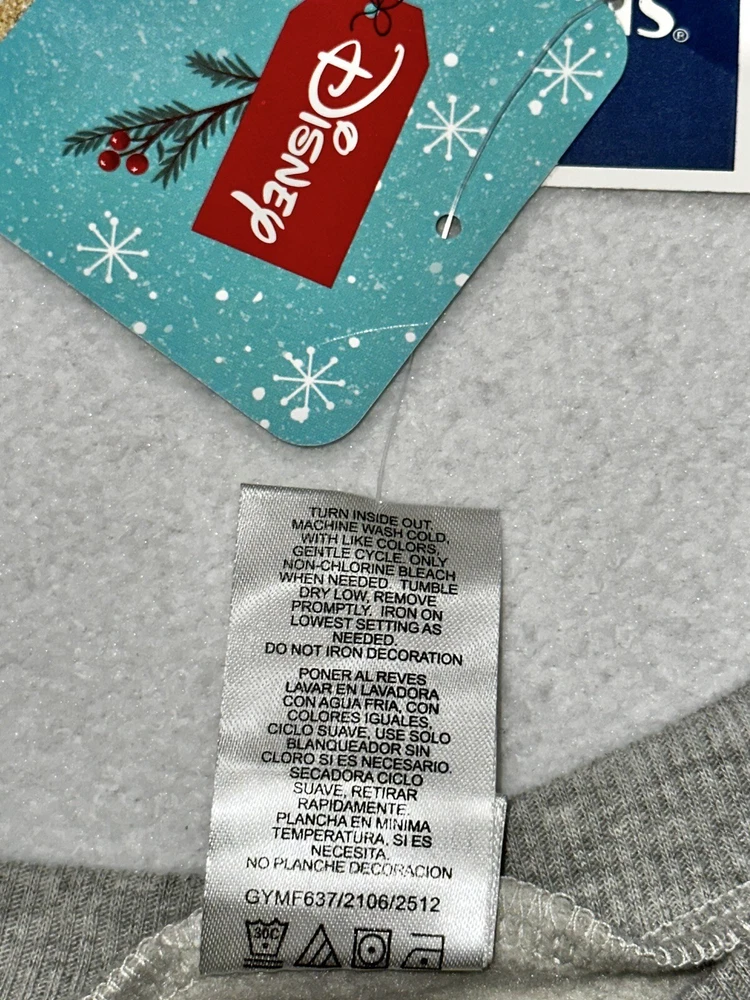 DISNEY
TURN INSIDE OUT.
MACHINE WASH COLD,
WITH LIKE COLORS,
GENTLE CYCLE. ONLY
NON-CHLORINE BLEACH
WHEN NEEDED. TUMBLE
DRY LOW, REMOVE
PROMPTLY. IRON ON
LOWEST SETTING AS
NEEDED
DO NOT IRON DECORATION
PONER AL REVES
LAVAR EN LAVADORA
CON AGUA FRIA, CON
COLORES IGUALES,
CICLO SUAVE, USE SOLO
BLANQUEADOR SIN
CLORO SI ES NECESARIO.
SECADORA CICLO
SUAVE, RETIRAR
RAPIDAMENTE.
PLANCHA EN MINIMA
TEMPERATURA, SI ES
NECESITA.
NO PLANCHE DECORACION
GYMF637/2106/2512
30C